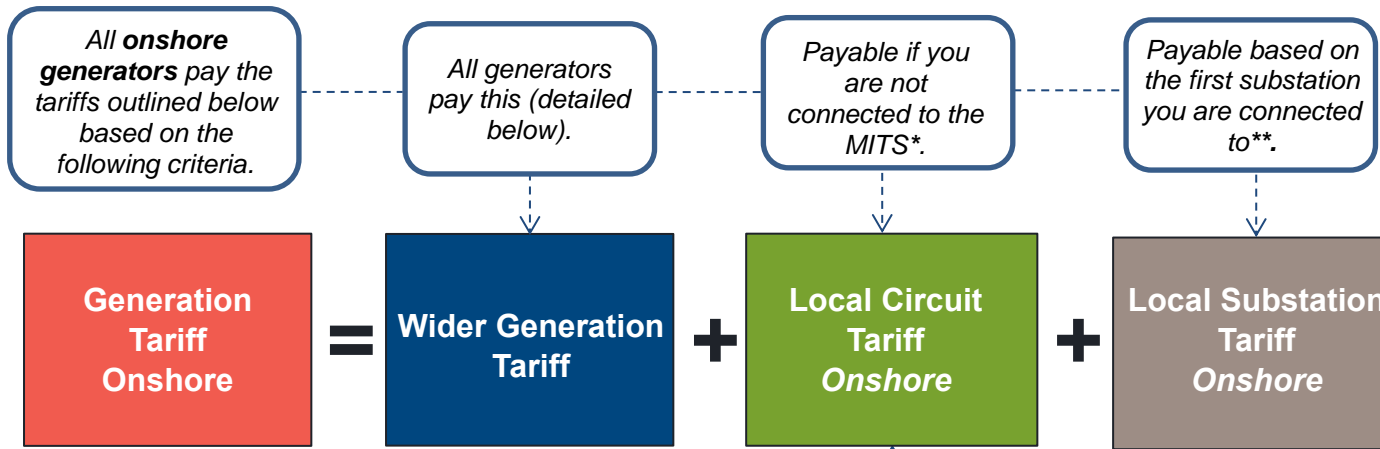 All onshore
generators pay the
tariffs outlined below
based on the
following criteria.
All generators
pay this (detailed
below).
Payable if you
are not
connected to the
MITS*.
Payable based on
the first substation
you are connected
to**.
Generation
Tariff
Onshore
=
Wider Generation
Tariff
+
Local Circuit
Tariff
Onshore
+
Local Substation
Tariff
Onshore